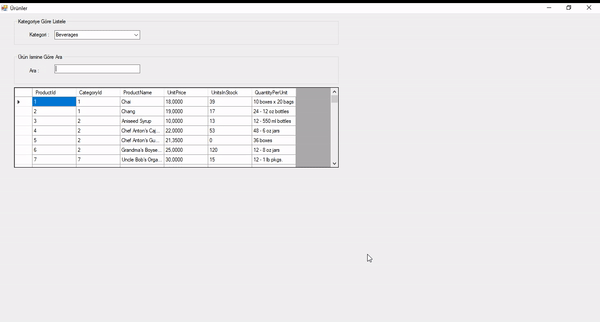 Ürünler
Kategoriye Göre Listele
Kategori : Beverages
Ürün İsmine Göre Ara
Ara :
ProductId CategoryId ProductName UnitPrice UnitsInStock QuantityPerUnit
1 1 Chai 18,0000 39 10 boxes x 20 bags
2 1 Chang 19,0000 17 24 - 12 oz bottles
3 2 Aniseed Syrup 10,0000 13 12 - 550 ml bottles
4 2 Chef Anton's Caj... 22,0000 53 48 - 6 oz jars
5 2 Chef Anton's Gu... 21,3500 0 36 boxes
6 2 Grandma's Boyse... 25,0000 120 12 - 8 oz jars
7 7 Uncle Bob's Orga... 30,0000 15 12 - 1 lb pkgs.